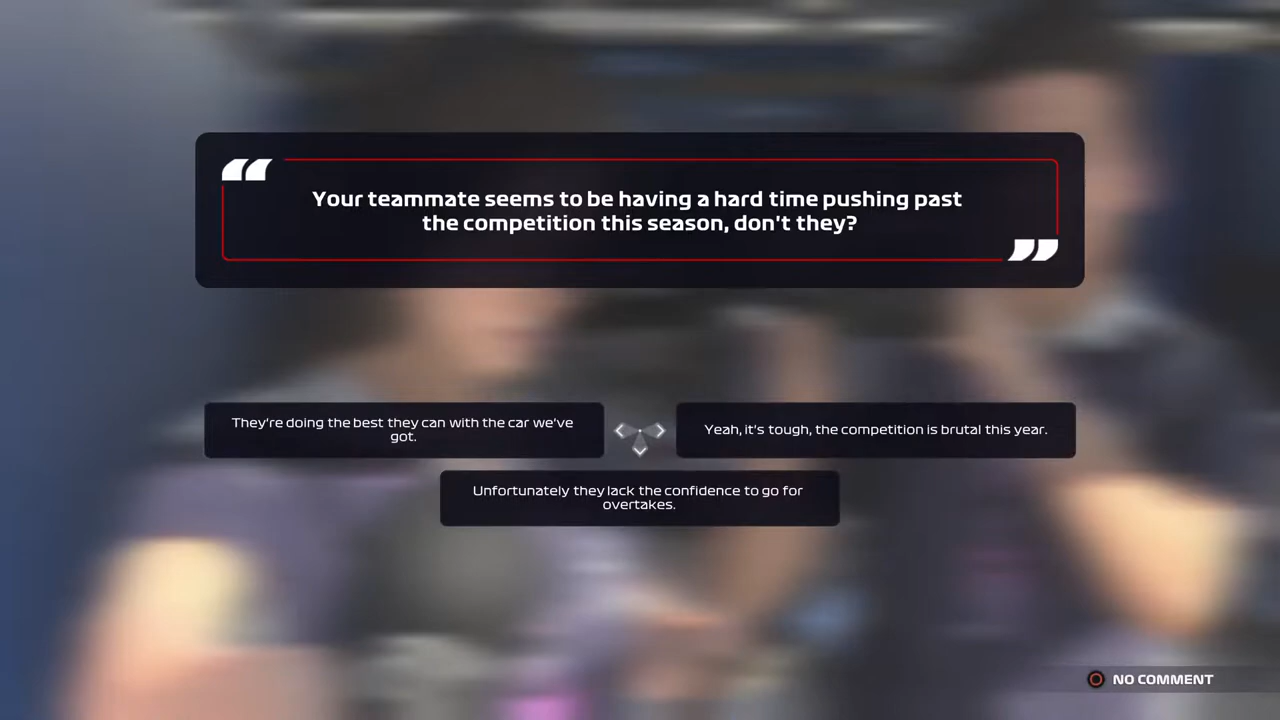 Your teammate seems to be having a hard time pushing past
the competition this season, don't they?
They're doing the best they can with the car we've
got.
Yeah, it's tough, the competition is brutal this year.
Unfortunately they lack the confidence to go for
overtakes.
NO COMMENT